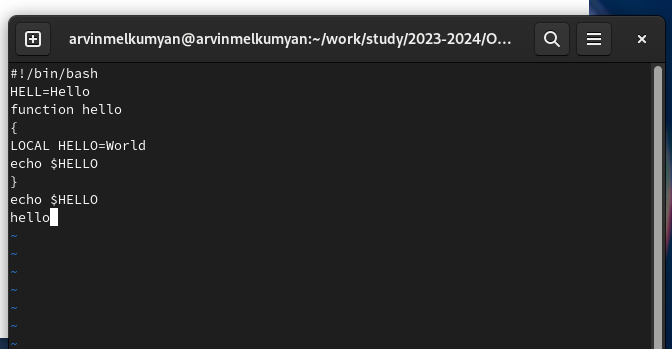 arvinmelkumyan@arvinmelkumyan:~/work/study/2023-2024/O...
#!/bin/bash
HELL=Hello
function hello
{
LOCAL HELLO=World
echo $HELLO
}
echo $HELLO
hello
~
~
~
~
~
~
~